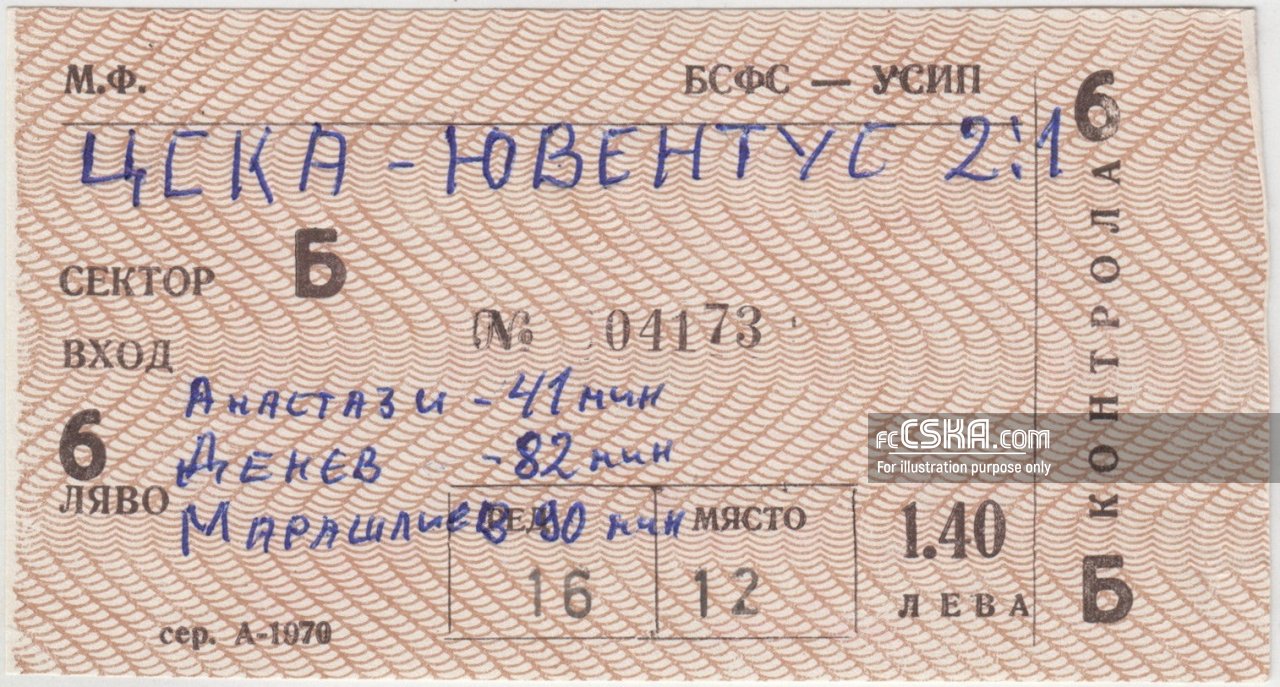 М.Ф.
БСФС — УСИП
ЦСКА - ЮВЕНТУС 2:1
СЕКТОР Б
№ 04173
ВХОД
Анастази - 41 мин
6
Денев - 82 мин
ЛЯВО
Марашлиев 90 мин
РЕД
МЯСТО
16
12
1.40
ЛЕВА
сер. А-1970
6
КОНТРОЛА
Б
fcCSKA.com
For illustration purpose only